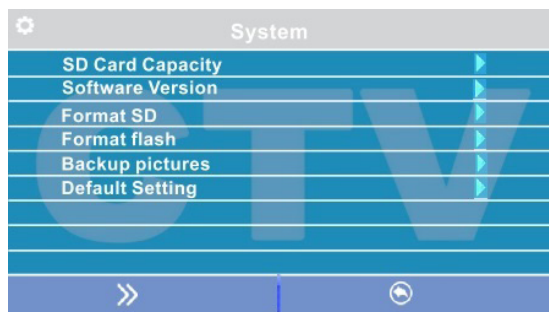 System
SD Card Capacity
Software Version
Format SD
Format flash
Backup pictures
Default Setting
CTV